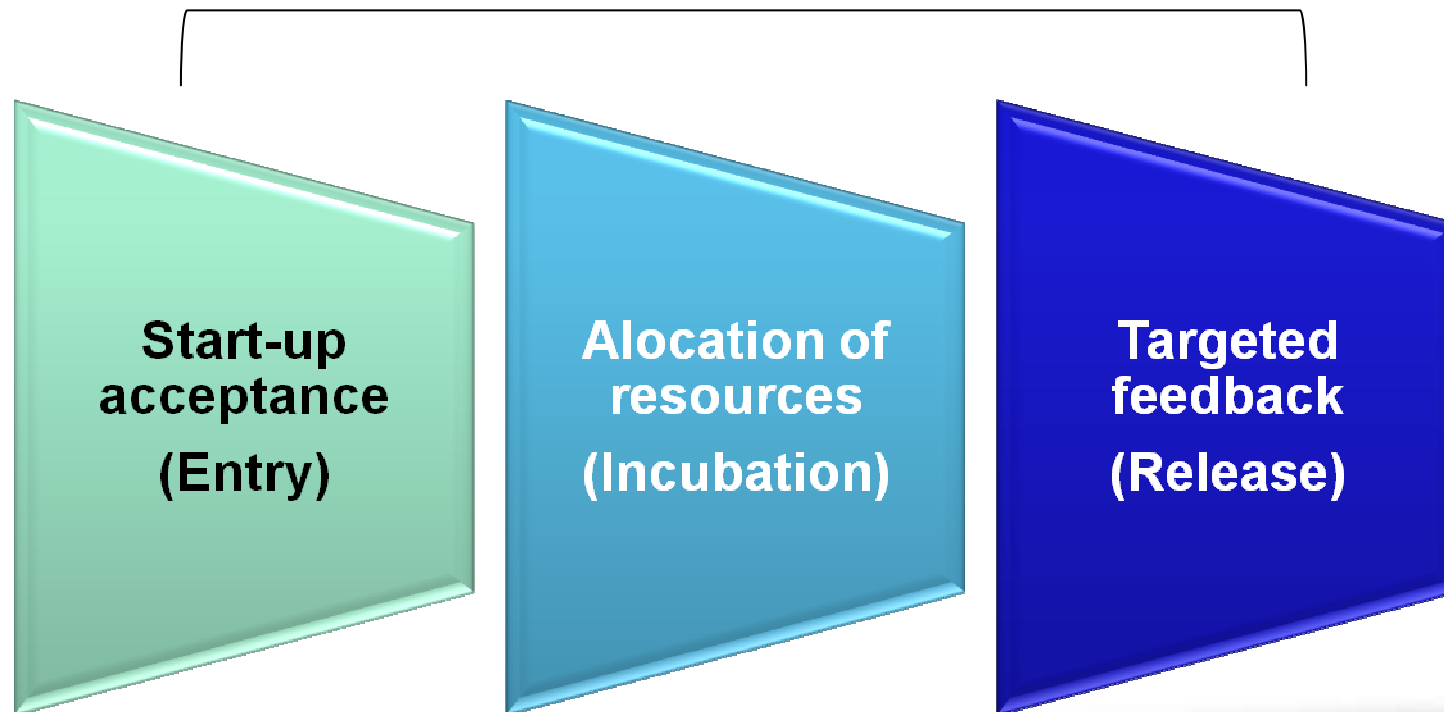 Start-up
acceptance
(Entry)
Alocation of
resources
(Incubation)
Targeted
feedback
(Release)